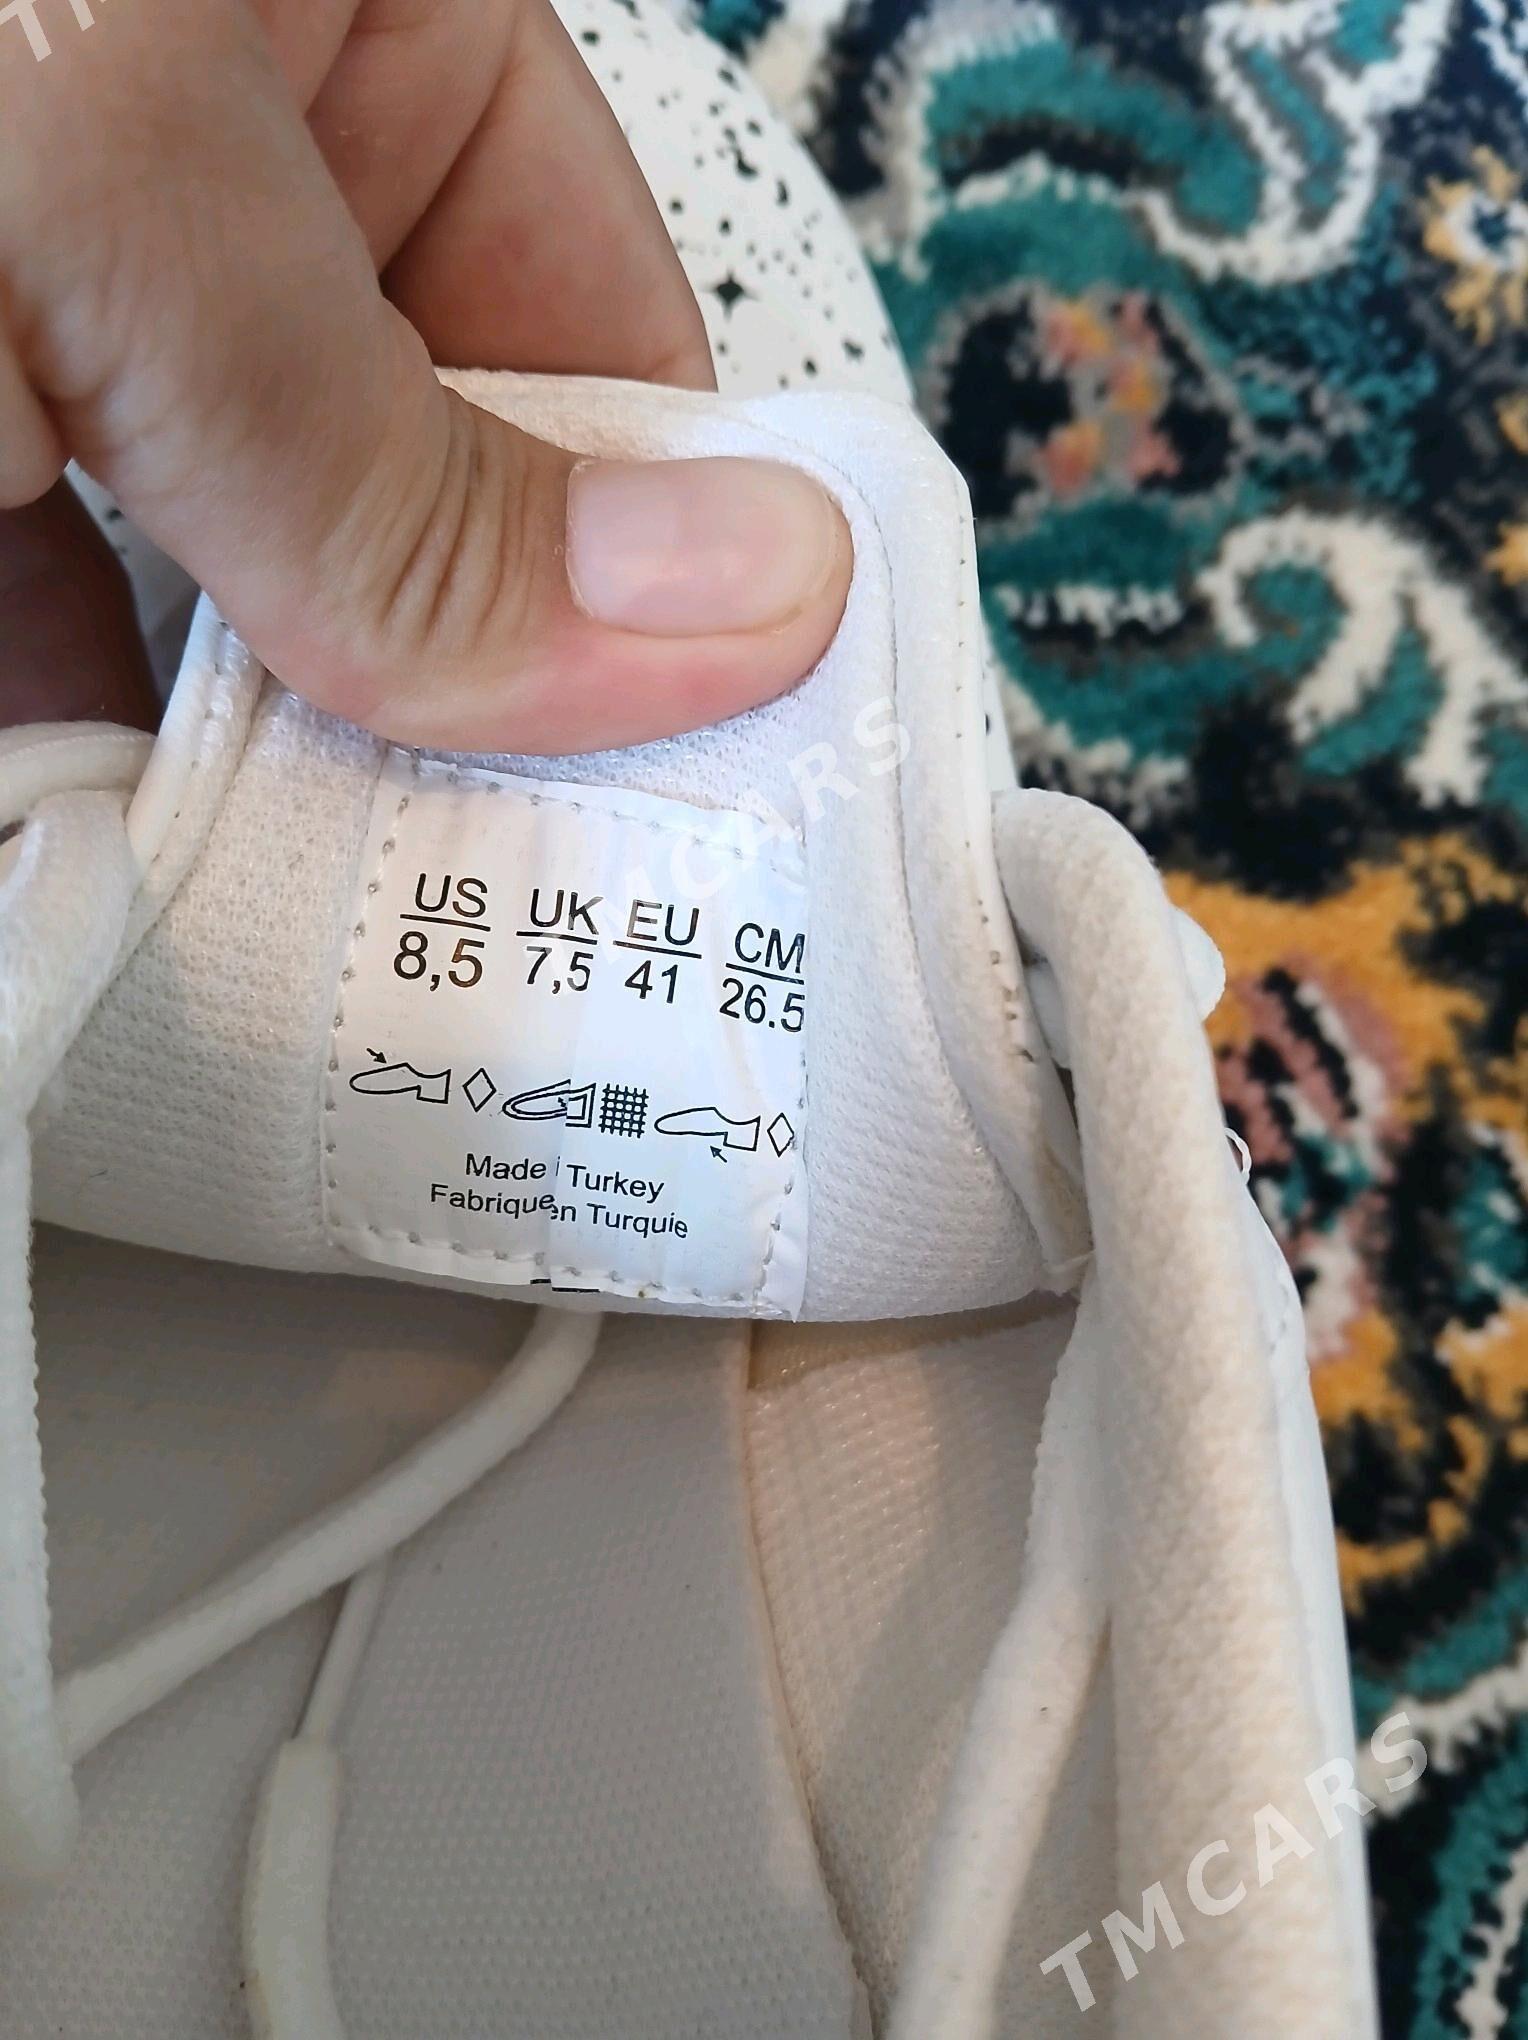 US UK EU CM
8,5 7,5 41 26.5
Made i Turkey
Fabrique en Turquie
TMCARS
TMCARS